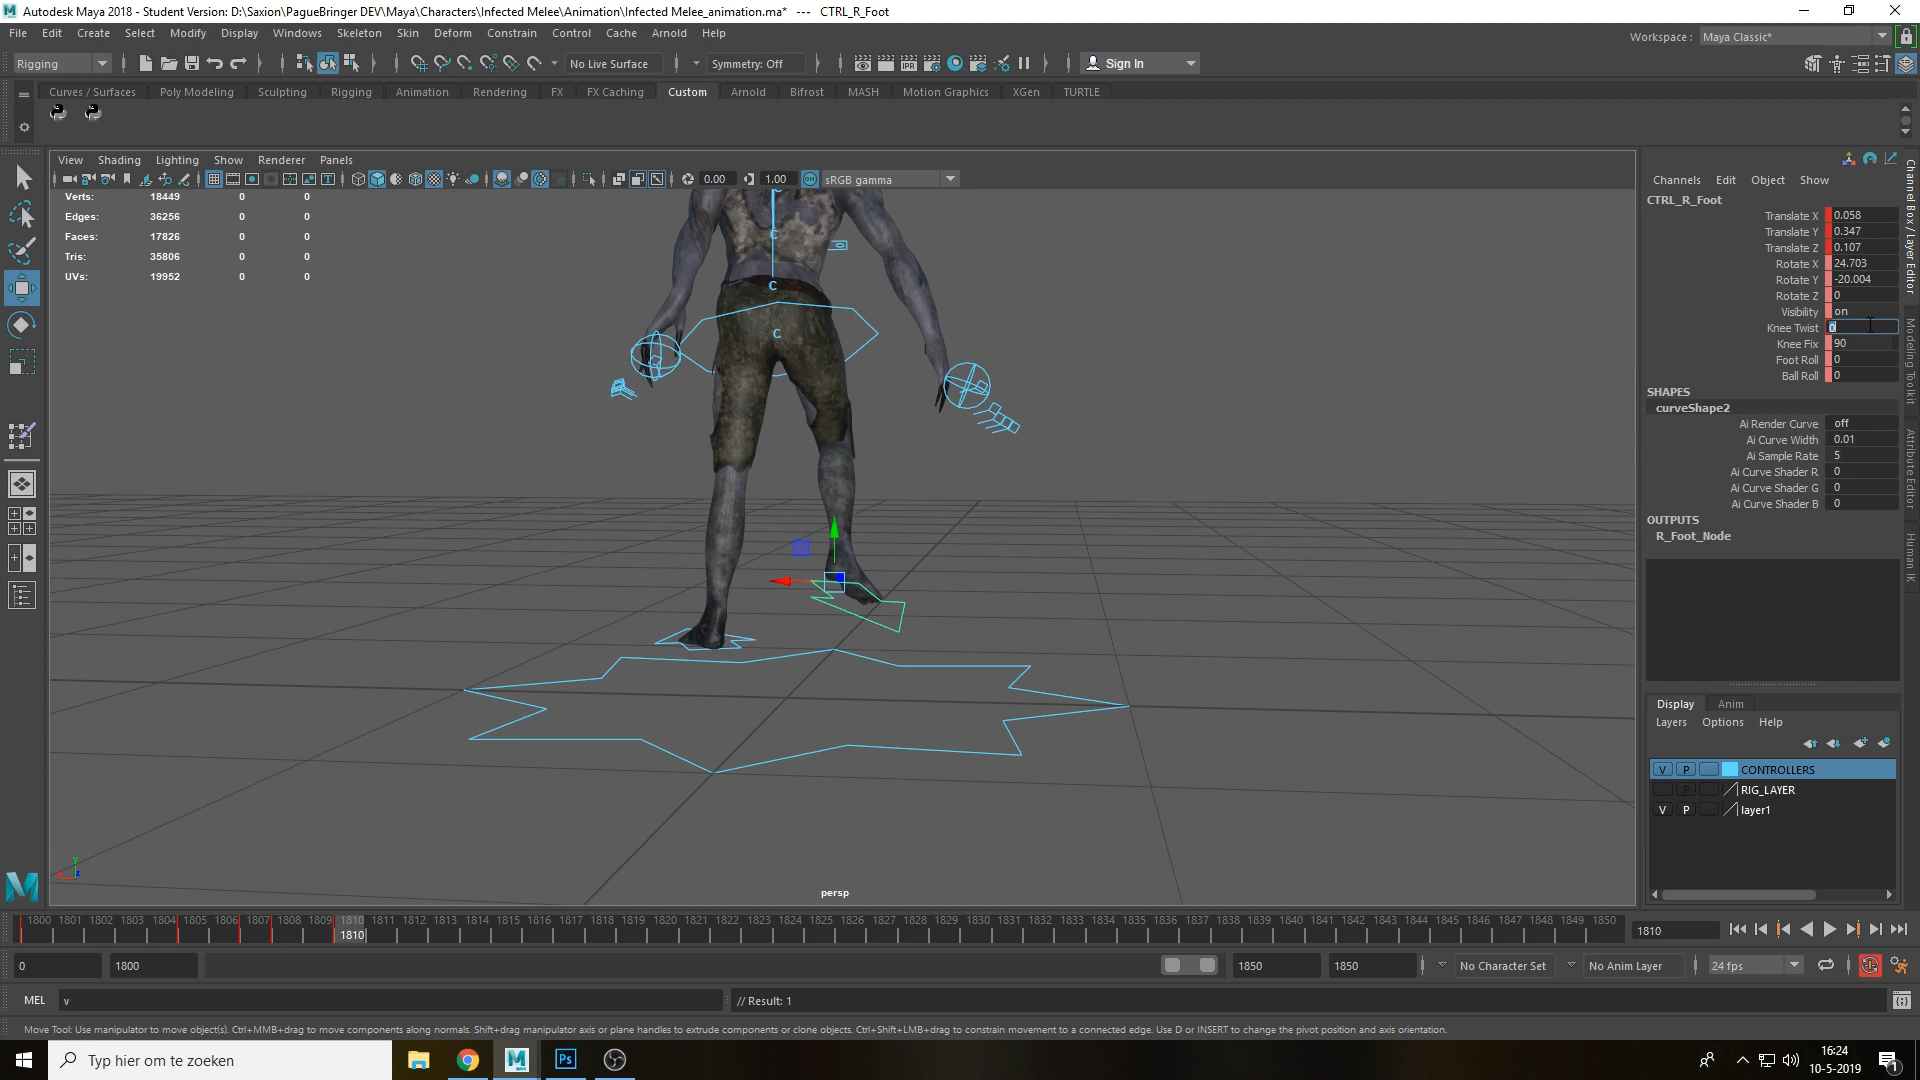 Autodesk Maya 2018 - Student Version: D:\Saxion\PagueBringer DEV\Maya\Characters\Infected Melee\Animation\Infected Melee_animation.ma* --- CTRL_R_Foot
File Edit Create Select Modify Display Windows Skeleton Skin Deform Constrain Control Cache Arnold Help
Workspace : Maya Classic*
Rigging
No Live Surface
Symmetry: Off
Sign In
Curves / Surfaces Poly Modeling Sculpting Rigging Animation Rendering FX FX Caching Custom Arnold Bifrost MASH Motion Graphics XGen TURTLE
View Shading Lighting Show Renderer Panels
0.00 1.00 sRGB gamma
Verts: 18449 0 0
Edges: 36256 0 0
Faces: 17826 0 0
Tris: 35806 0 0
UVs: 19952 0 0
C
C
C
persp
Channels Edit Object Show
CTRL_R_Foot
Translate X 0.058
Translate Y 0.347
Translate Z 0.107
Rotate X 24.703
Rotate Y -20.004
Rotate Z 0
Visibility on
Knee Twist 0
Knee Fix 90
Foot Roll 0
Ball Roll 0
SHAPES
curveShape2
Ai Render Curve off
Ai Curve Width 0.01
Ai Sample Rate 5
Ai Curve Shader R 0
Ai Curve Shader G 0
Ai Curve Shader B 0
OUTPUTS
R_Foot_Node
Channel Box / Layer Editor
Modeling Toolkit
Attribute Editor
Human IK
Display Anim
Layers Options Help
V P CONTROLLERS
P RIG_LAYER
V P layer1
1800 1801 1802 1803 1804 1805 1806 1807 1808 1809 1810 1811 1812 1813 1814 1815 1816 1817 1818 1819 1820 1821 1822 1823 1824 1825 1826 1827 1828 1829 1830 1831 1832 1833 1834 1835 1836 1837 1838 1839 1840 1841 1842 1843 1844 1845 1846 1847 1848 1849 1850
1810
1810
0 1800 1850 1850 No Character Set No Anim Layer 24 fps
MEL v // Result: 1
Move Tool: Use manipulator to move object(s). Ctrl+MMB+drag to move components along normals. Shift+drag manipulator axis or plane handles to extrude components or clone objects. Ctrl+Shift+LMB+drag to constrain movement to a connected edge. Use D or INSERT to change the pivot position and axis orientation.
Typ hier om te zoeken
Ps
16:24
10-5-2019
1